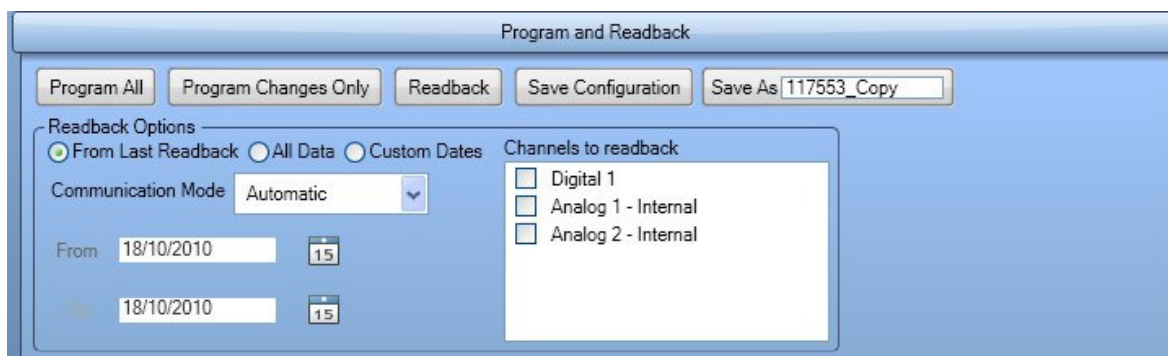 Program and Readback
Program All Program Changes Only Readback Save Configuration Save As 117553_Copy
Readback Options
From Last Readback All Data Custom Dates Channels to readback
Communication Mode Automatic
Digital 1
Analog 1 - Internal
Analog 2 - Internal
From 18/10/2010 15
18/10/2010 15